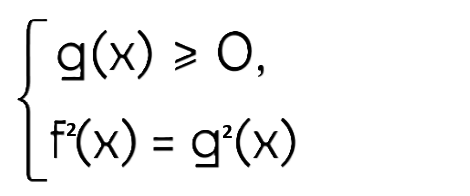 g(x) ⩾ 0,
f²(x) = g²(x)